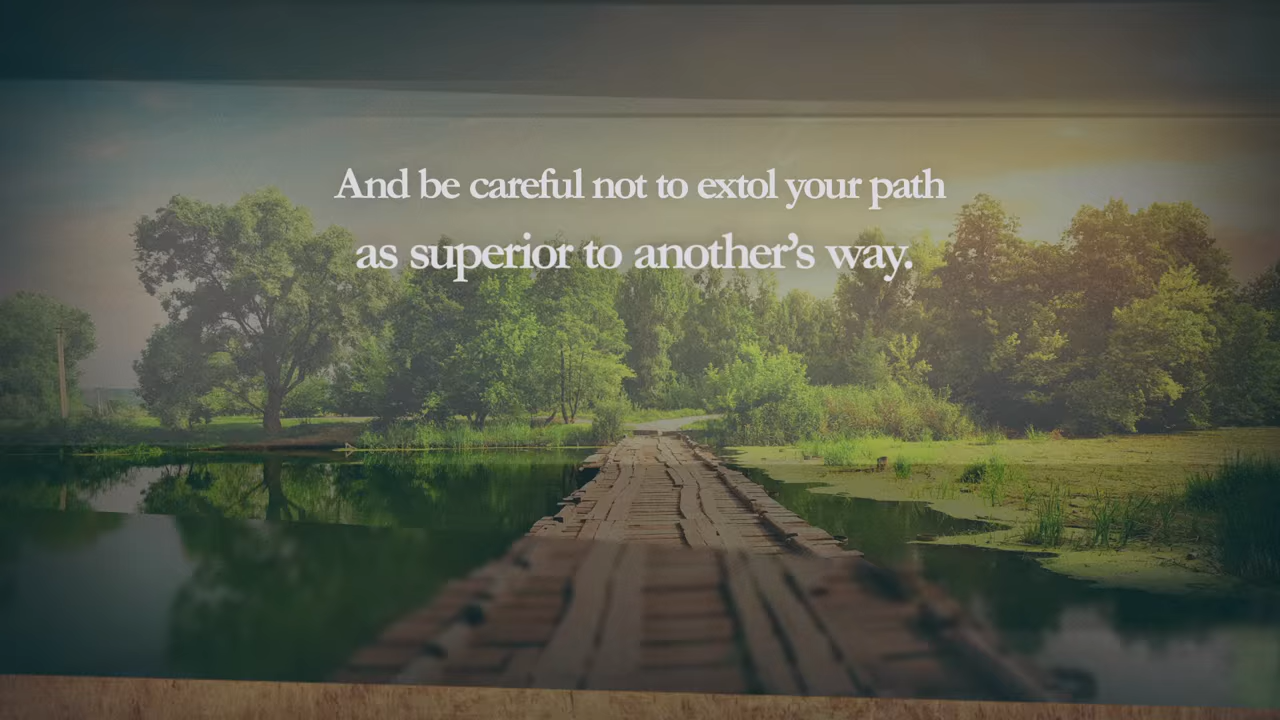 And be careful not to extol your path
as superior to another’s way.